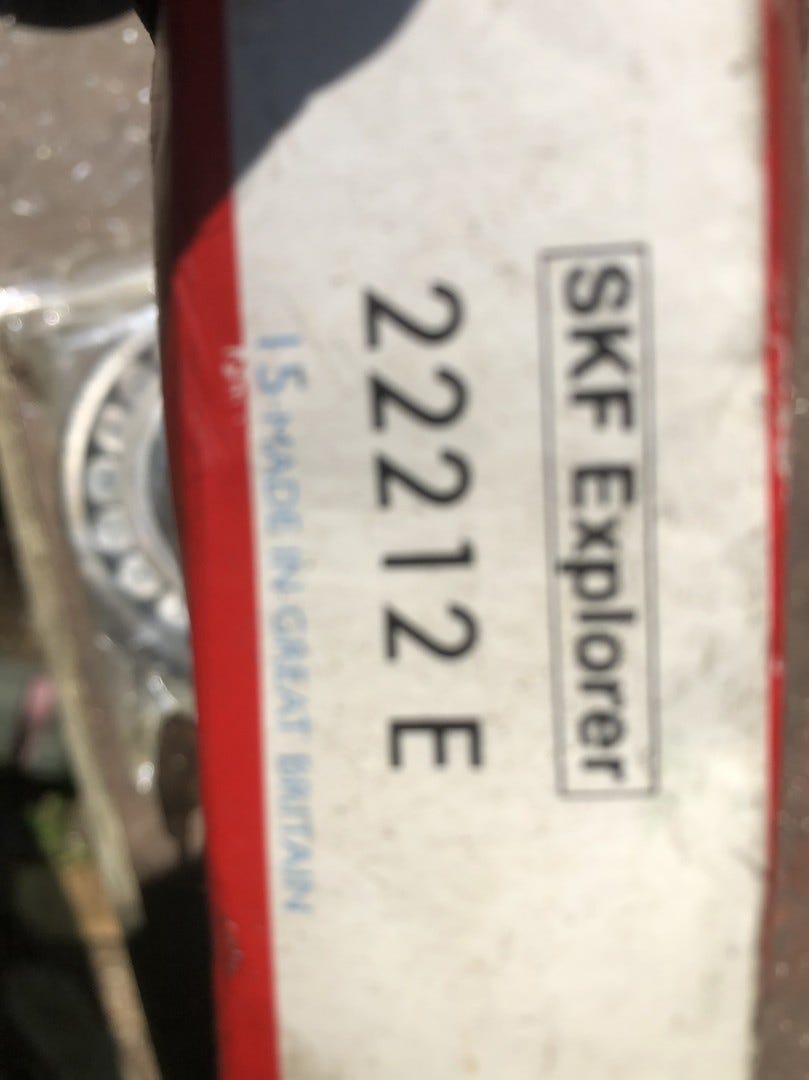 SKF Explorer
22212 E
15 MADE IN GREAT BRITAIN